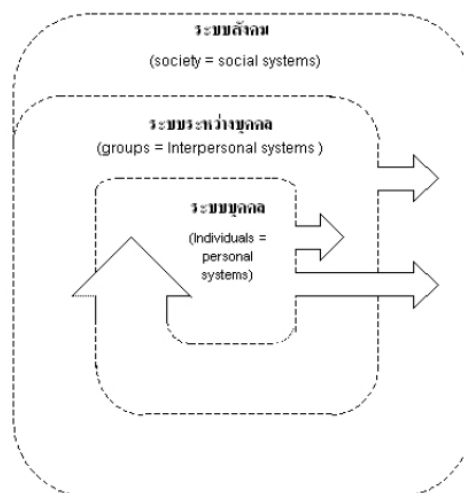 ระบบสังคม
(society = social systems)
ระบบระหว่างบุคคล
(groups = Interpersonal systems )
ระบบบุคคล
(Individuals =
personal
systems)